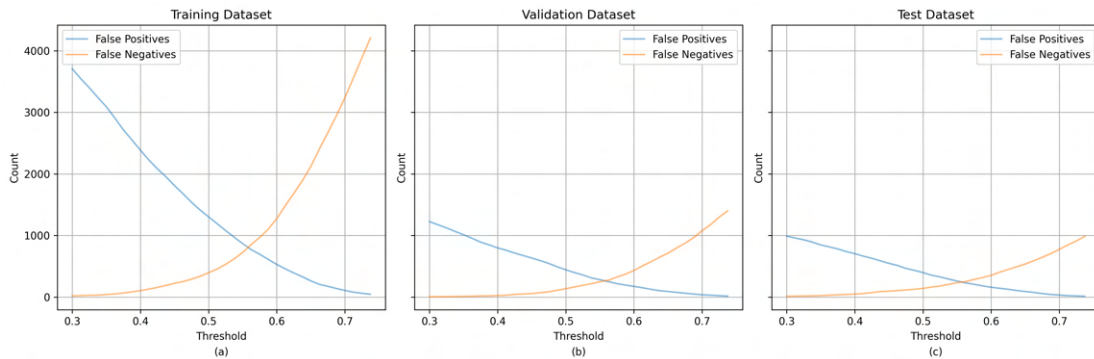 Training Dataset
False Positives
False Negatives
4000
3000
2000
1000
0
Count
0.3 0.4 0.5 0.6 0.7
Threshold
(a)
Validation Dataset
False Positives
False Negatives
Count
0.3 0.4 0.5 0.6 0.7
Threshold
(b)
Test Dataset
False Positives
False Negatives
Count
0.3 0.4 0.5 0.6 0.7
Threshold
(c)